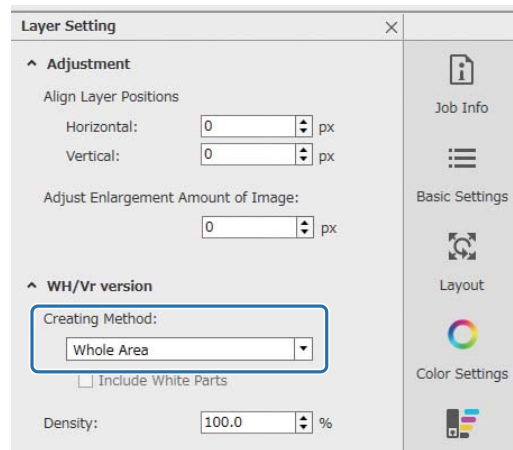 Layer Setting
Adjustment
Align Layer Positions
Horizontal: 0 px
Vertical: 0 px
Adjust Enlargement Amount of Image:
0 px
WH/Vr version
Creating Method:
Whole Area
Include White Parts
Density: 100.0 %
Job Info
Basic Settings
Layout
Color Settings